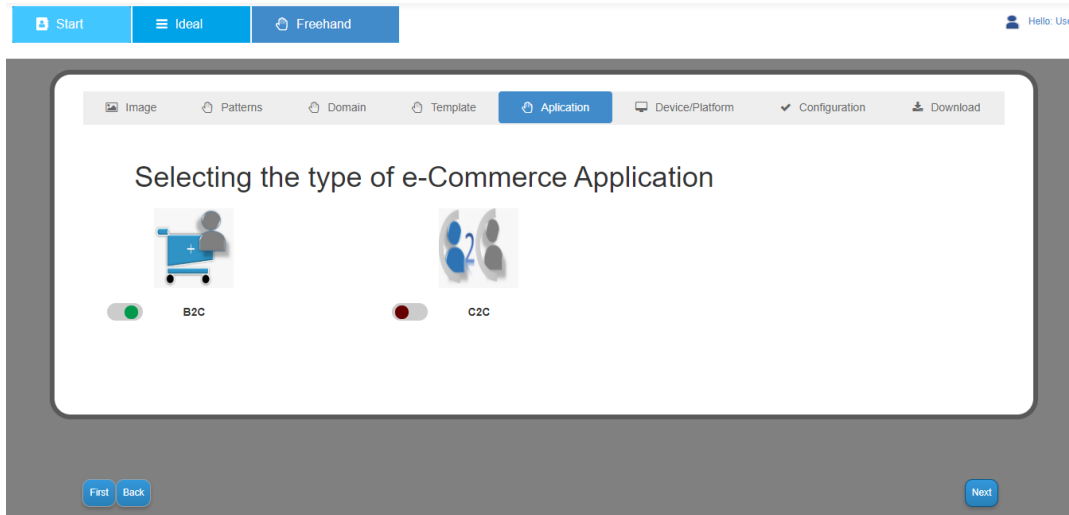 Start Ideal Freehand Hello: Use
Image Patterns Domain Template Aplication Device/Platform Configuration Download
Selecting the type of e-Commerce Application
2
B2C C2C
First Back Next